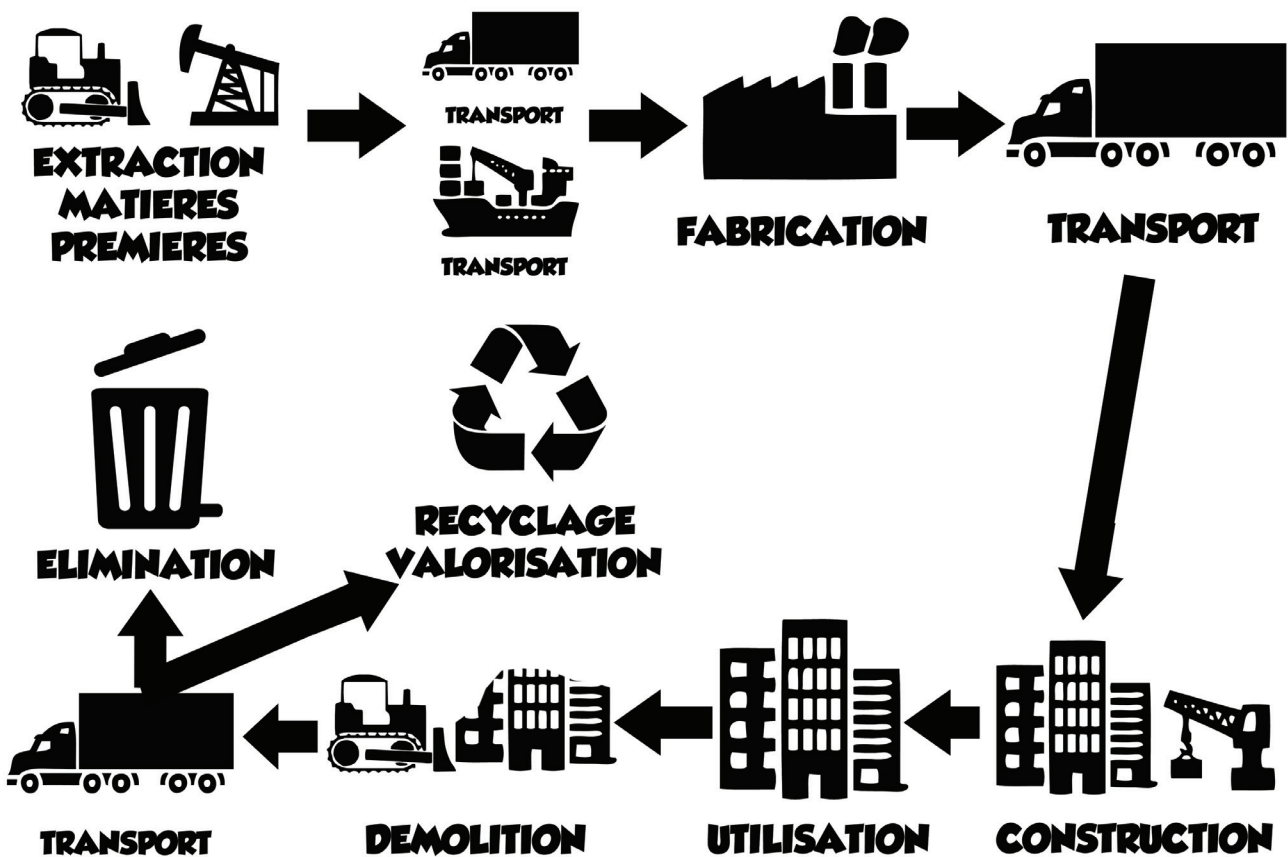 EXTRACTION
MATIERES
PREMIERES
TRANSPORT
TRANSPORT
FABRICATION
TRANSPORT
ELIMINATION
RECYCLAGE
VALORISATION
TRANSPORT
DEMOLITION
UTILISATION
CONSTRUCTION